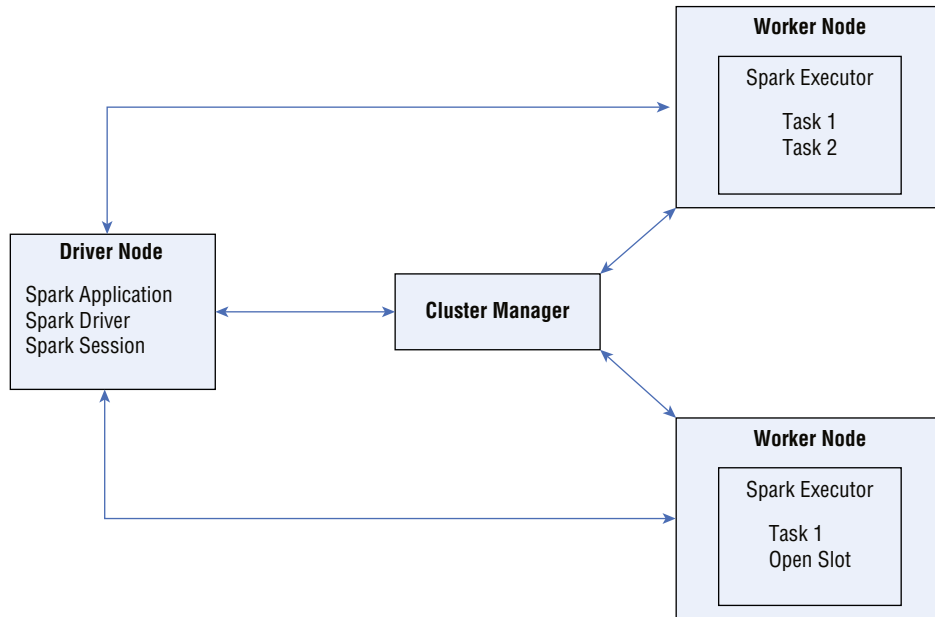 Worker Node
Spark Executor
Task 1
Task 2
Driver Node
Spark Application
Spark Driver
Spark Session
Cluster Manager
Worker Node
Spark Executor
Task 1
Open Slot